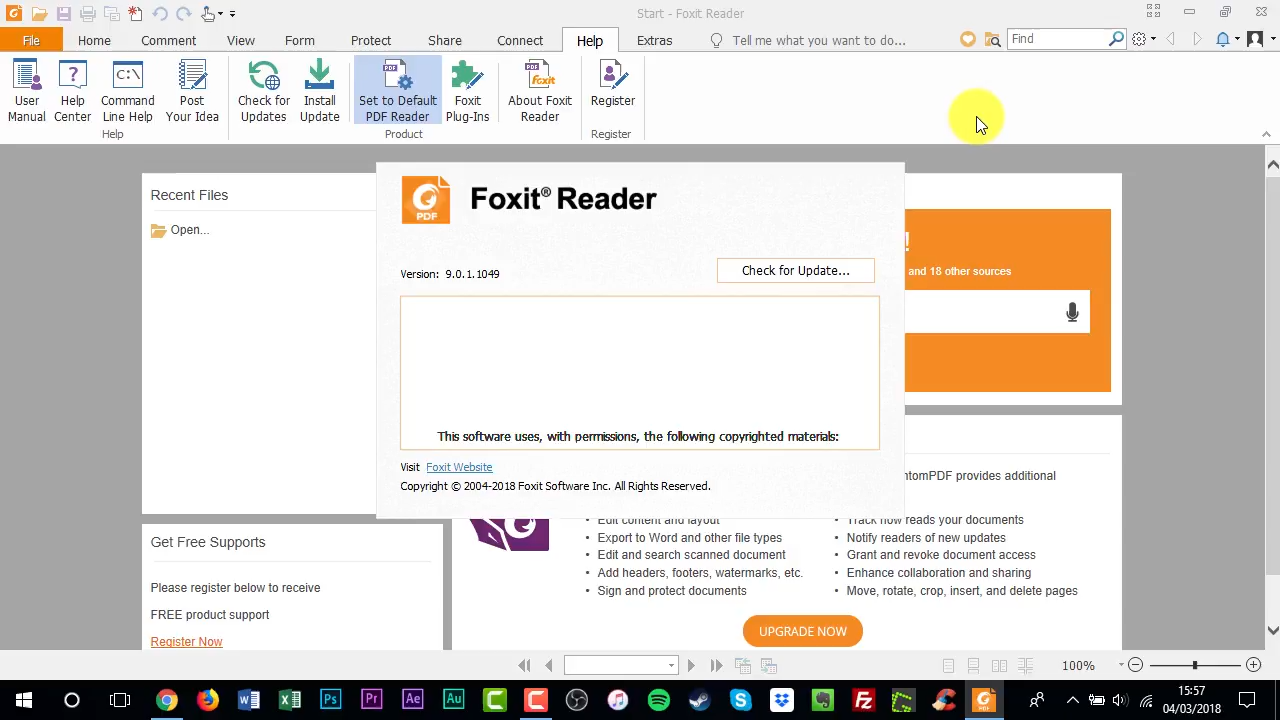 Start - Foxit Reader
File
Home
Comment
View
Form
Protect
Share
Connect
Help
Extras
Tell me what you want to do...
Find
User
Manual
Help
Center
Command
Line Help
Post
Your Idea
Check for
Updates
Install
Update
Set to Default
PDF Reader
Foxit
Plug-Ins
About Foxit
Reader
Register
Help
Product
Register
Recent Files
Open...
PDF
Foxit® Reader
Version: 9.0.1.1049
Check for Update...
This software uses, with permissions, the following copyrighted materials:
Visit Foxit Website
Copyright © 2004-2018 Foxit Software Inc. All Rights Reserved.
!
and 18 other sources
ntomPDF provides additional
• Edit content and layout
• Export to Word and other file types
• Edit and search scanned document
• Add headers, footers, watermarks, etc.
• Sign and protect documents
• Track how reads your documents
• Notify readers of new updates
• Grant and revoke document access
• Enhance collaboration and sharing
• Move, rotate, crop, insert, and delete pages
UPGRADE NOW
Get Free Supports
Please register below to receive
FREE product support
Register Now
100%
15:57
04/03/2018